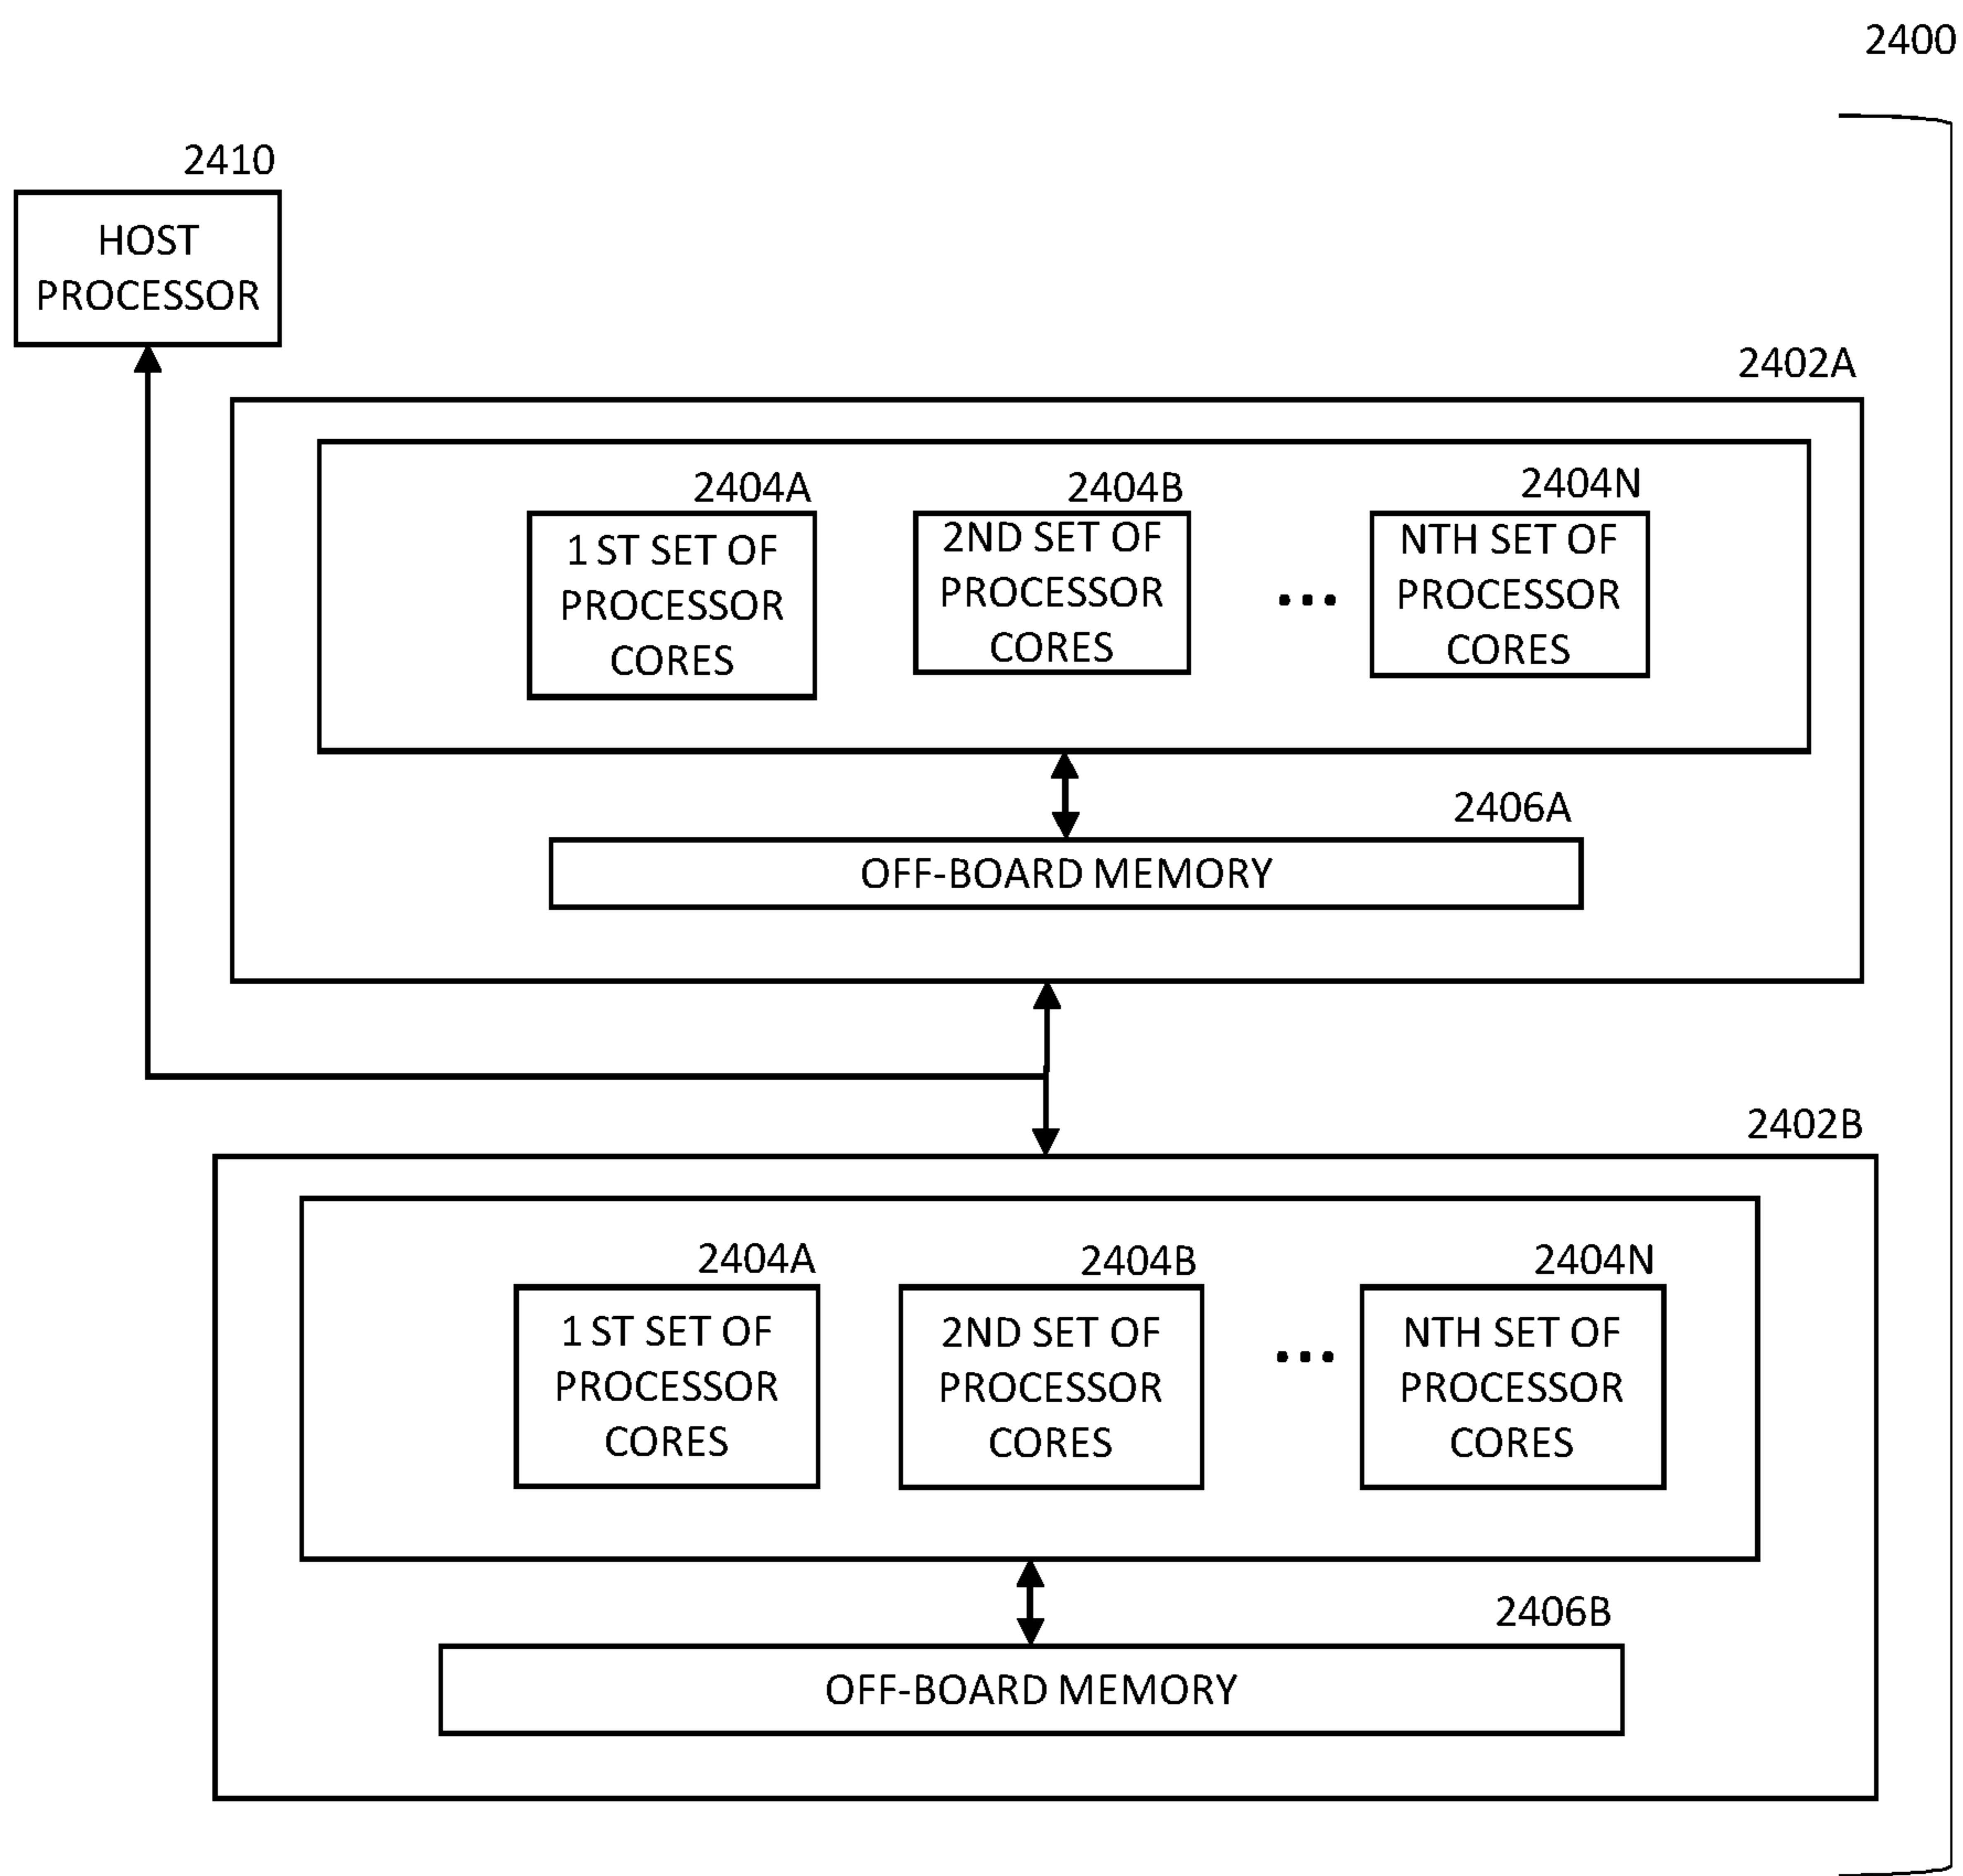 2400
2410
HOST
PROCESSOR
2402A
2404A
1 ST SET OF
PROCESSOR
CORES
2404B
2ND SET OF
PROCESSOR
CORES
...
2404N
NTH SET OF
PROCESSOR
CORES
2406A
OFF-BOARD MEMORY
2402B
2404A
1 ST SET OF
PROCESSOR
CORES
2404B
2ND SET OF
PROCESSOR
CORES
...
2404N
NTH SET OF
PROCESSOR
CORES
2406B
OFF-BOARD MEMORY